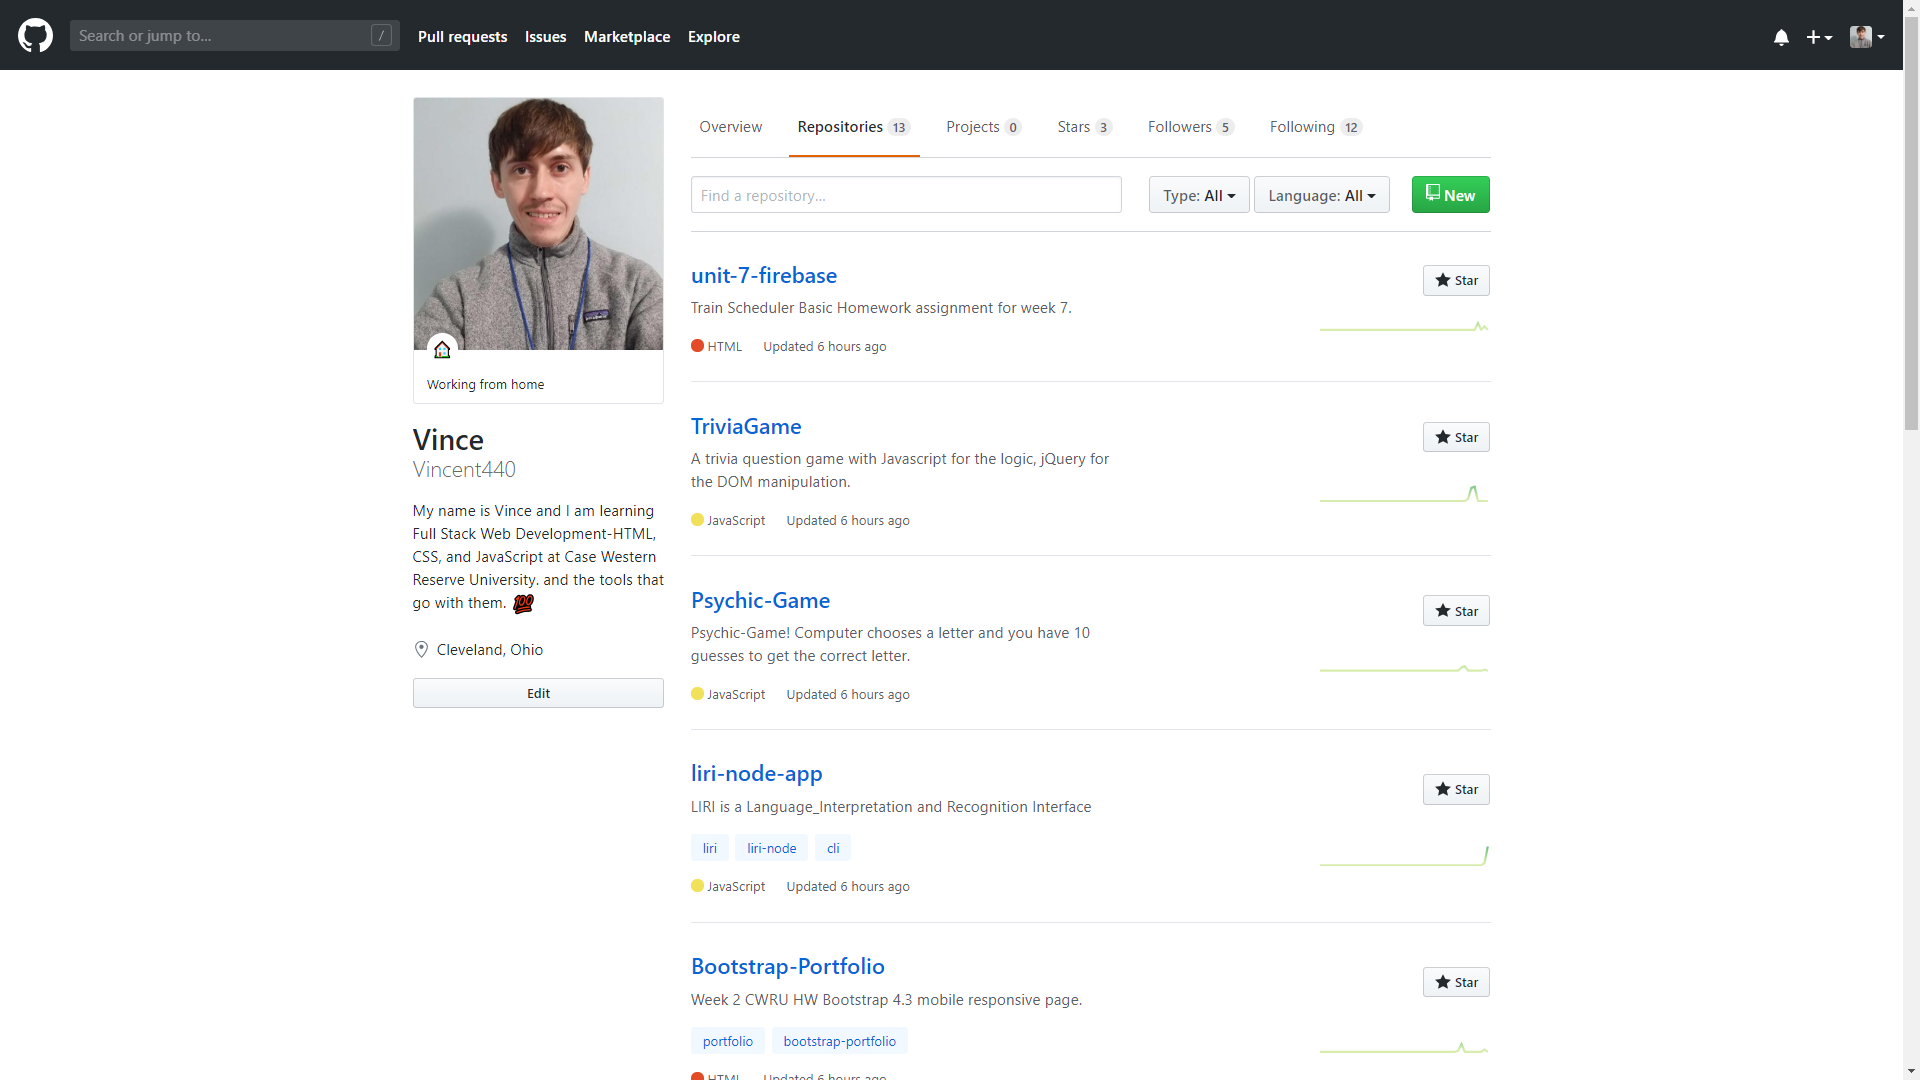 Search or jump to... /
Pull requests Issues Marketplace Explore
Working from home
Vince
Vincent440
My name is Vince and I am learning
Full Stack Web Development-HTML,
CSS, and JavaScript at Case Western
Reserve University. and the tools that
go with them. 💯
Cleveland, Ohio
Edit
Overview Repositories 13 Projects 0 Stars 3 Followers 5 Following 12
Find a repository... Type: All Language: All New
unit-7-firebase
Star
Train Scheduler Basic Homework assignment for week 7.
HTML Updated 6 hours ago
TriviaGame
Star
A trivia question game with Javascript for the logic, jQuery for
the DOM manipulation.
JavaScript Updated 6 hours ago
Psychic-Game
Star
Psychic-Game! Computer chooses a letter and you have 10
guesses to get the correct letter.
JavaScript Updated 6 hours ago
liri-node-app
Star
LIRI is a Language_Interpretation and Recognition Interface
liri liri-node cli
JavaScript Updated 6 hours ago
Bootstrap-Portfolio
Star
Week 2 CWRU HW Bootstrap 4.3 mobile responsive page.
portfolio bootstrap-portfolio
HTML Updated 6 hours ago